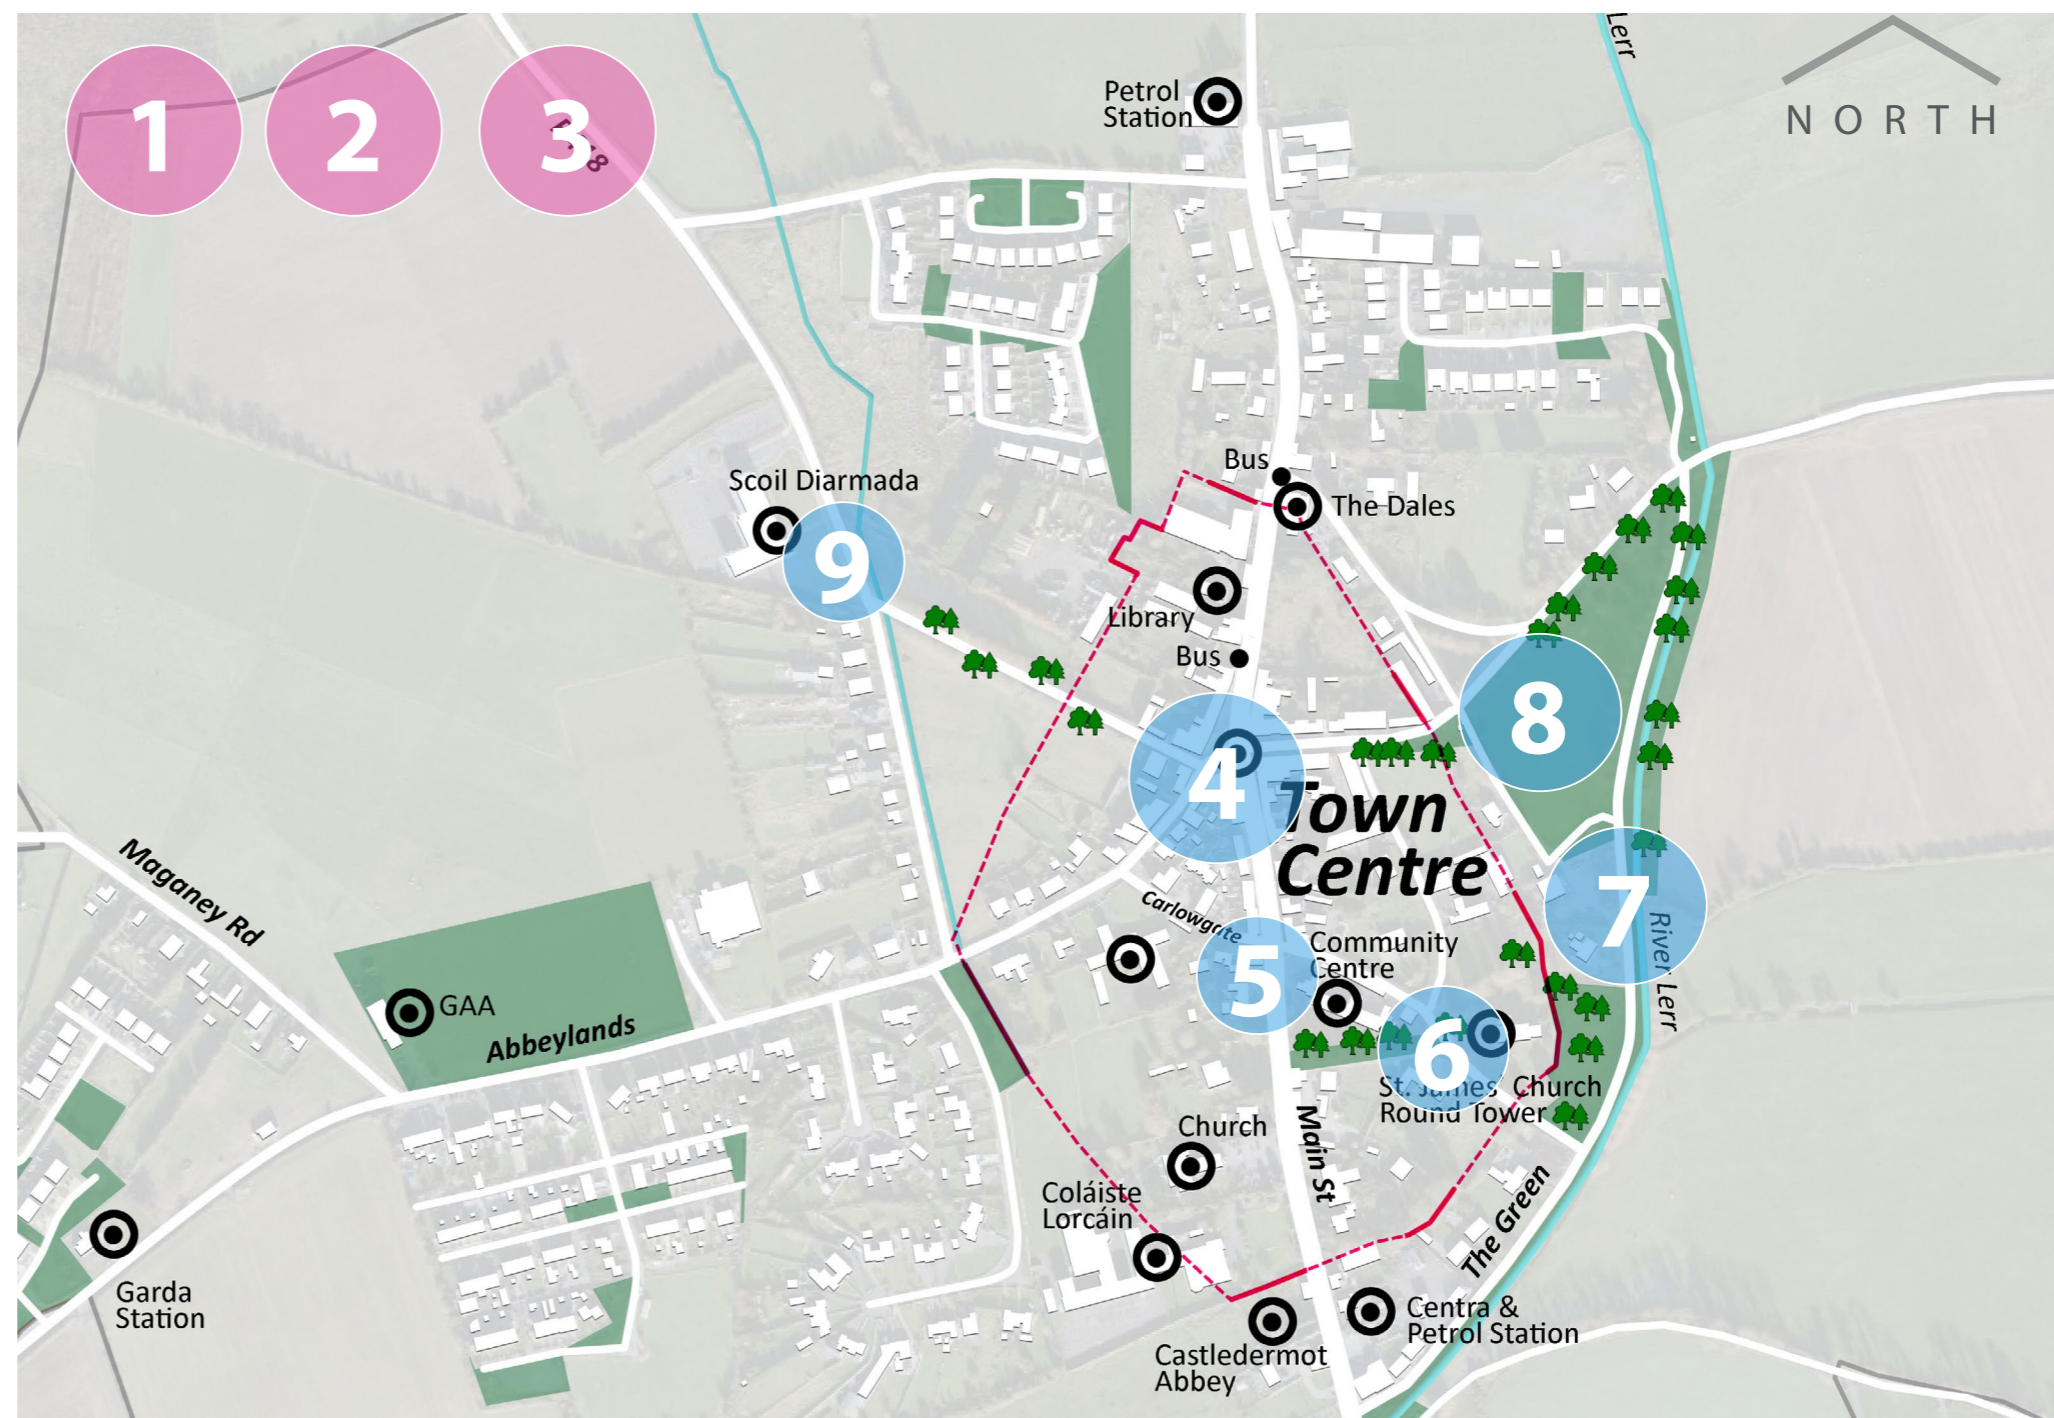 1
2
3
Lerr
NORTH
Petrol
Station
Scoil Diarmada
Bus
The Dales
9
Library
Bus
8
4
Town
Centre
7
Maganey Rd
Carlowgate
River Lerr
5
Community
Centre
GAA
Abbeylands
6
St. James' Church
Round Tower
Main St
Church
Coláiste
Lorcáin
The Green
Garda
Station
Centra &
Petrol Station
Castledermot
Abbey